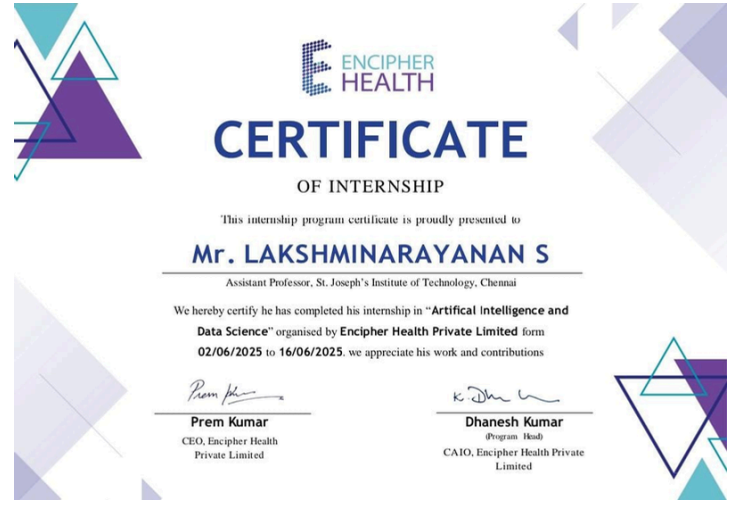 ENCIPHER
HEALTH
CERTIFICATE
OF INTERNSHIP
This internship program certificate is proudly presented to
Mr. LAKSHMINARAYANAN S
Assistant Professor, St. Joseph's Institute of Technology, Chennai
We hereby certify he has completed his internship in “Artifical Intelligence and
Data Science” organised by Encipher Health Private Limited form
02/06/2025 to 16/06/2025. we appreciate his work and contributions
Prem Kumar
CEO, Encipher Health
Private Limited
K. Dh
Dhanesh Kumar
(Program Head)
CAIO, Encipher Health Private
Limited